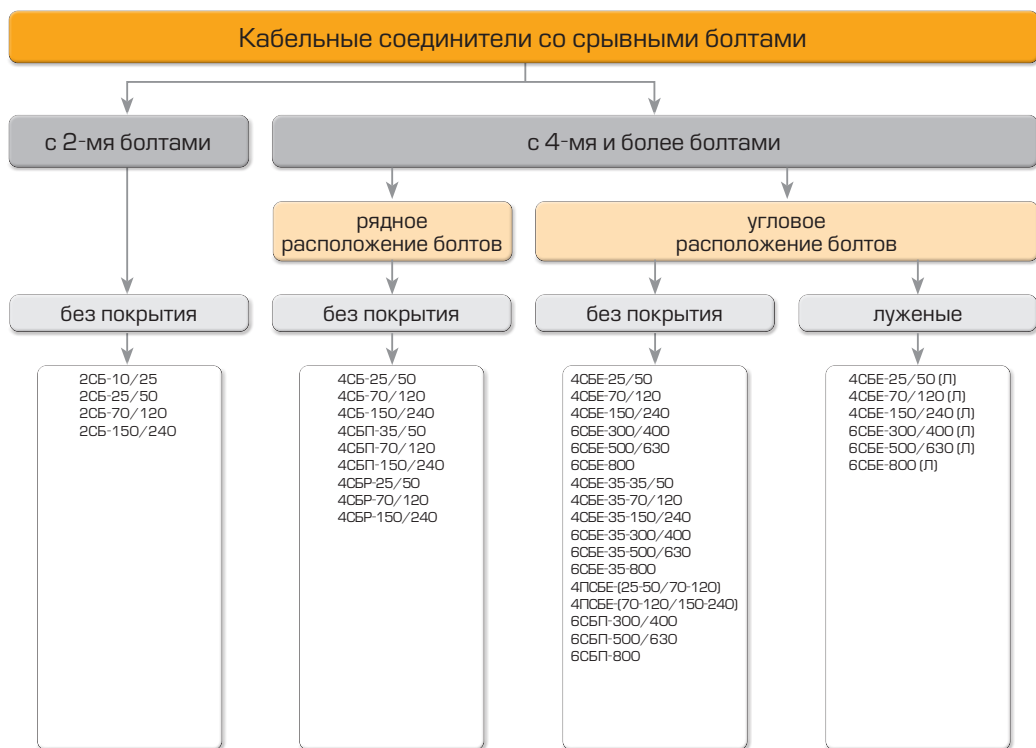 Кабельные соединители со срывными болтами
с 2-мя болтами
с 4-мя и более болтами
рядное
расположение болтов
угловое
расположение болтов
без покрытия
без покрытия
без покрытия
луженые
2СБ-10/25
2СБ-25/50
2СБ-70/120
2СБ-150/240
4СБ-25/50
4СБ-70/120
4СБ-150/240
4СБП-35/50
4СБП-70/120
4СБП-150/240
4СБР-25/50
4СБР-70/120
4СБР-150/240
4СБЕ-25/50
4СБЕ-70/120
4СБЕ-150/240
6СБЕ-300/400
6СБЕ-500/630
6СБЕ-800
4СБЕ-35-35/50
4СБЕ-35-70/120
4СБЕ-35-150/240
6СБЕ-35-300/400
6СБЕ-35-500/630
6СБЕ-35-800
4ПСБЕ-(25-50/70-120)
4ПСБЕ-(70-120/150-240)
6СБП-300/400
6СБП-500/630
6СБП-800
4СБЕ-25/50 (Л)
4СБЕ-70/120 (Л)
4СБЕ-150/240 (Л)
6СБЕ-300/400 (Л)
6СБЕ-500/630 (Л)
6СБЕ-800 (Л)